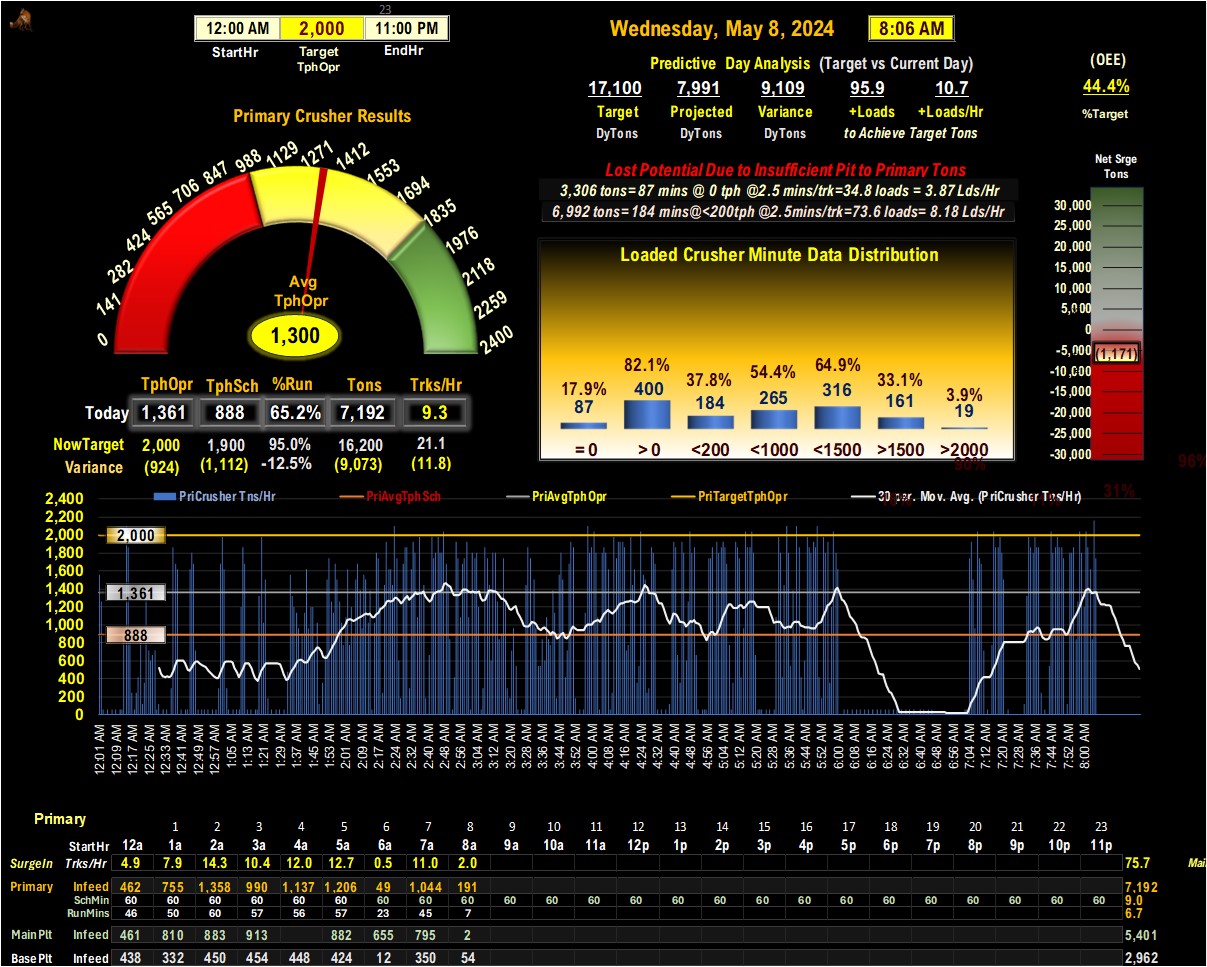 23
12:00 AM 2,000 11:00 PM
StartHr Target EndHr
TphOpr
Wednesday, May 8, 2024 8:06 AM
Predictive Day Analysis (Target vs Current Day)
17,100 7,991 9,109 95.9 10.7
Target Projected Variance +Loads +Loads/Hr
DyTons DyTons DyTons to Achieve Target Tons
(OEE)
44.4%
%Target
Primary Crusher Results
0 141 282 424 565 706 847 988 1129 1271 1412 1553 1694 1835 1976 2118 2259 2400
Avg
TphOpr
1,300
Lost Potential Due to Insufficient Pit to Primary Tons
3,306 tons=87 mins @ 0 tph @2.5 mins/trk=34.8 loads = 3.87 Lds/Hr
6,992 tons=184 mins@<200tph @2.5mins/trk=73.6 loads= 8.18 Lds/Hr
Net Srge
Tons
30,000
25,000
20,000
15,000
10,000
5,000
0
-5,000
(1,171)
-10,000
-15,000
-20,000
-25,000
-30,000
Loaded Crusher Minute Data Distribution
17.9% 82.1% 37.8% 54.4% 64.9% 33.1% 3.9%
87 400 184 265 316 161 19
=0 >0 <200 <1000 <1500 >1500 >2000
96%
31%
TphOpr TphSch %Run Tons Trks/Hr
Today 1,361 888 65.2% 7,192 9.3
NowTarget 2,000 1,900 95.0% 16,200 21.1
Variance (924) (1,112) -12.5% (9,073) (11.8)
PriCrusher Tns/Hr PriAvgTphSch PriAvgTphOpr PriTargetTphOpr 30 per. Mov. Avg. (PriCrusher Tns/Hr)
2,400
2,200
2,000 2,000
1,800
1,600
1,400 1,361
1,200
1,000
800 888
600
400
200
0
12:01 AM 12:09 AM 12:17 AM 12:25 AM 12:33 AM 12:41 AM 12:49 AM 12:57 AM 1:05 AM 1:13 AM 1:21 AM 1:29 AM 1:37 AM 1:45 AM 1:53 AM 2:01 AM 2:09 AM 2:16 AM 2:24 AM 2:32 AM 2:40 AM 2:48 AM 2:56 AM 3:04 AM 3:12 AM 3:20 AM 3:28 AM 3:36 AM 3:44 AM 3:52 AM 4:00 AM 4:08 AM 4:16 AM 4:24 AM 4:32 AM 4:40 AM 4:48 AM 4:56 AM 5:04 AM 5:12 AM 5:20 AM 5:28 AM 5:36 AM 5:44 AM 5:52 AM 6:00 AM 6:08 AM 6:16 AM 6:24 AM 6:32 AM 6:40 AM 6:48 AM 6:56 AM 7:04 AM 7:12 AM 7:20 AM 7:28 AM 7:36 AM 7:44 AM 7:52 AM 8:00 AM
Primary
1 2 3 4 5 6 7 8 9 10 11 12 13 14 15 16 17 18 19 20 21 22 23
StartHr 12a 1a 2a 3a 4a 5a 6a 7a 8a 9a 10a 11a 12p 1p 2p 3p 4p 5p 6p 7p 8p 9p 10p 11p
SurgeIn Trks/Hr 4.9 7.9 14.3 10.4 12.0 12.7 0.5 11.0 2.0 75.7
Primary Infeed 462 755 1,358 990 1,137 1,206 49 1,044 191 7,192
SchMin 60 60 60 60 60 60 60 60 60 60 60 60 60 60 60 60 60 60 60 60 60 60 60 60 9.0
RunMins 46 50 60 57 56 57 23 45 7 6.7
MainPlt Infeed 461 810 883 913 882 655 795 2 5,401
BasePlt Infeed 438 332 450 454 448 424 12 350 54 2,962